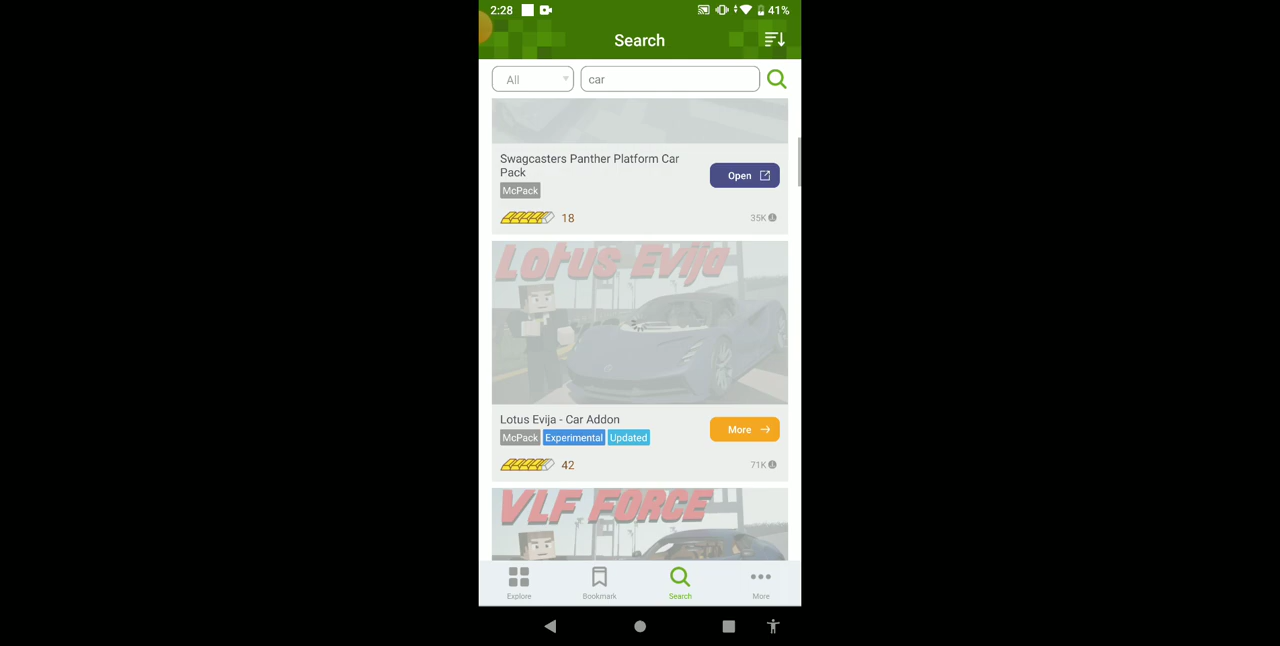 2:28
41%
Search
All
car
Swagcasters Panther Platform Car
Pack
Open
McPack
18
35K
Lotus Evija
Lotus Evija - Car Addon
More
McPack Experimental Updated
42
71K
VLF FORCE
Explore
Bookmark
Search
More